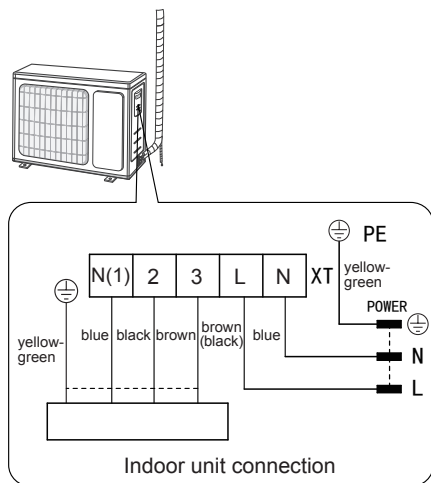 PE
N(1) 2 3 L N XT
yellow-
green
POWER
yellow-
green
blue
black
brown
brown
(black)
blue
N
L
Indoor unit connection